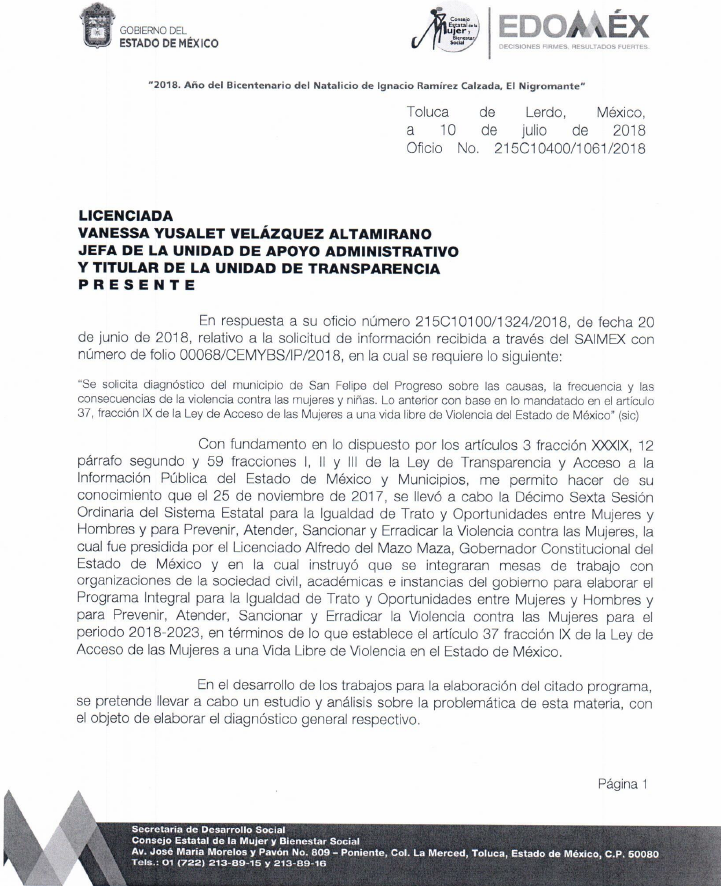 GOBIERNO DEL
ESTADO DE MÉXICO
Consejo
Estatal de la
Mujer y
Bienestar
Social
EDOMÉX
DECISIONES FIRMES, RESULTADOS FUERTES.
"2018. Año del Bicentenario del Natalicio de Ignacio Ramírez Calzada, El Nigromante"
Toluca de Lerdo, México,
a 10 de julio de 2018
Oficio No. 215C10400/1061/2018
LICENCIADA
VANESSA YUSALET VELÁZQUEZ ALTAMIRANO
JEFA DE LA UNIDAD DE APOYO ADMINISTRATIVO
Y TITULAR DE LA UNIDAD DE TRANSPARENCIA
P R E S E N T E
En respuesta a su oficio número 215C10100/1324/2018, de fecha 20
de junio de 2018, relativo a la solicitud de información recibida a través del SAIMEX con
número de folio 00068/CEMYBS/IP/2018, en la cual se requiere lo siguiente:
"Se solicita diagnóstico del municipio de San Felipe del Progreso sobre las causas, la frecuencia y las
consecuencias de la violencia contra las mujeres y niñas. Lo anterior con base en lo mandatado en el artículo
37, fracción IX de la Ley de Acceso de las Mujeres a una vida libre de Violencia del Estado de México" (sic)
Con fundamento en lo dispuesto por los artículos 3 fracción XXXIX, 12
párrafo segundo y 59 fracciones I, II y III de la Ley de Transparencia y Acceso a la
Información Pública del Estado de México y Municipios, me permito hacer de su
conocimiento que el 25 de noviembre de 2017, se llevó a cabo la Décimo Sexta Sesión
Ordinaria del Sistema Estatal para la Igualdad de Trato y Oportunidades entre Mujeres y
Hombres y para Prevenir, Atender, Sancionar y Erradicar la Violencia contra las Mujeres, la
cual fue presidida por el Licenciado Alfredo del Mazo Maza, Gobernador Constitucional del
Estado de México y en la cual instruyó que se integraran mesas de trabajo con
organizaciones de la sociedad civil, académicas e instancias del gobierno para elaborar el
Programa Integral para la Igualdad de Trato y Oportunidades entre Mujeres y Hombres y
para Prevenir, Atender, Sancionar y Erradicar la Violencia contra las Mujeres para el
periodo 2018-2023, en términos de lo que establece el artículo 37 fracción IX de la Ley de
Acceso de las Mujeres a una Vida Libre de Violencia en el Estado de México.
En el desarrollo de los trabajos para la elaboración del citado programa,
se pretende llevar a cabo un estudio y análisis sobre la problemática de esta materia, con
el objeto de elaborar el diagnóstico general respectivo.
Página 1
Secretaría de Desarrollo Social
Consejo Estatal de la Mujer y Bienestar Social
Av. José María Morelos y Pavón No. 809 – Poniente, Col. La Merced, Toluca, Estado de México, C.P. 50080
Tels.: 01 (722) 213-89-15 y 213-89-16